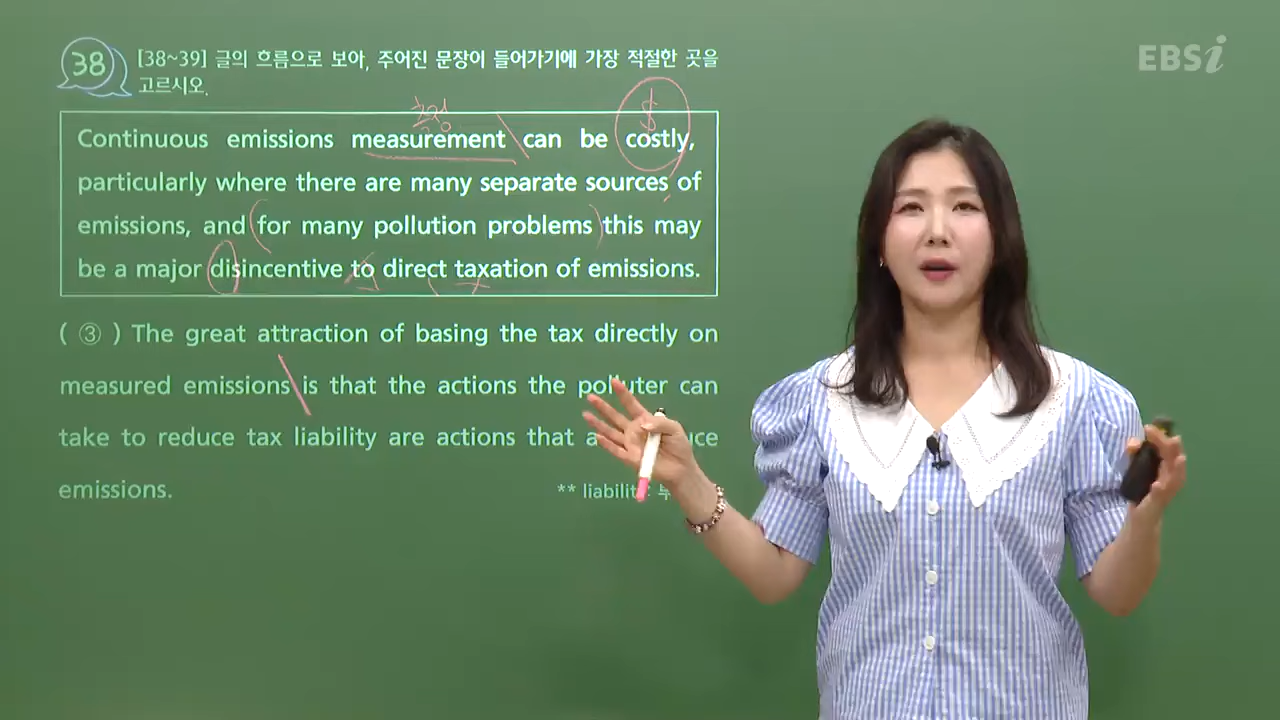 38
[38~39] 글의 흐름으로 보아, 주어진 문장이 들어가기에 가장 적절한 곳을
고르시오.
EBSi
측정
$
Continuous emissions measurement can be costly,
particularly where there are many separate sources of
emissions, and for many pollution problems this may
be a major disincentive to direct taxation of emissions.
( ③ ) The great attraction of basing the tax directly on
measured emissions is that the actions the polluter can
take to reduce tax liability are actions that
emissions.
** liability: